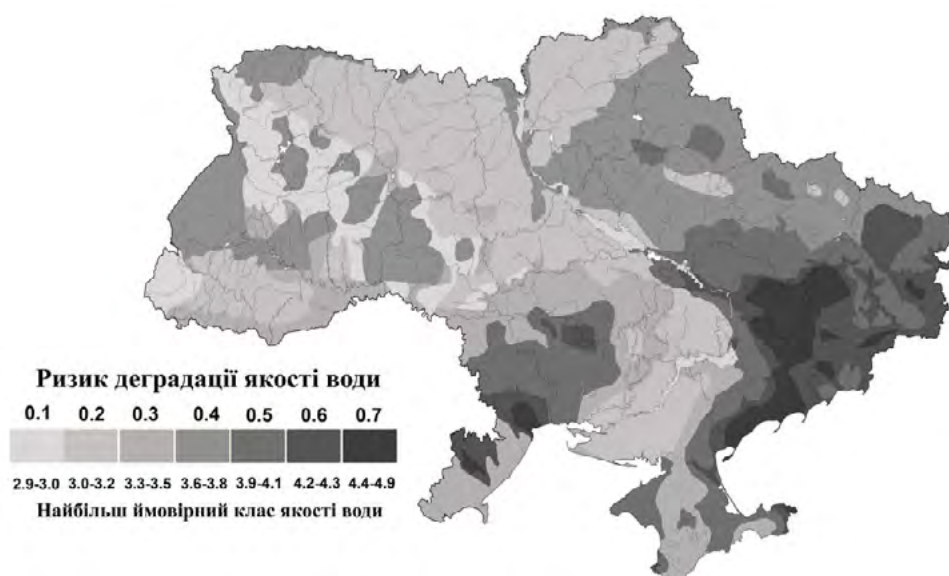 Ризик деградації якості води
0.1 0.2 0.3 0.4 0.5 0.6 0.7
2.9-3.0 3.0-3.2 3.3-3.5 3.6-3.8 3.9-4.1 4.2-4.3 4.4-4.9
Найбільш ймовірний клас якості води